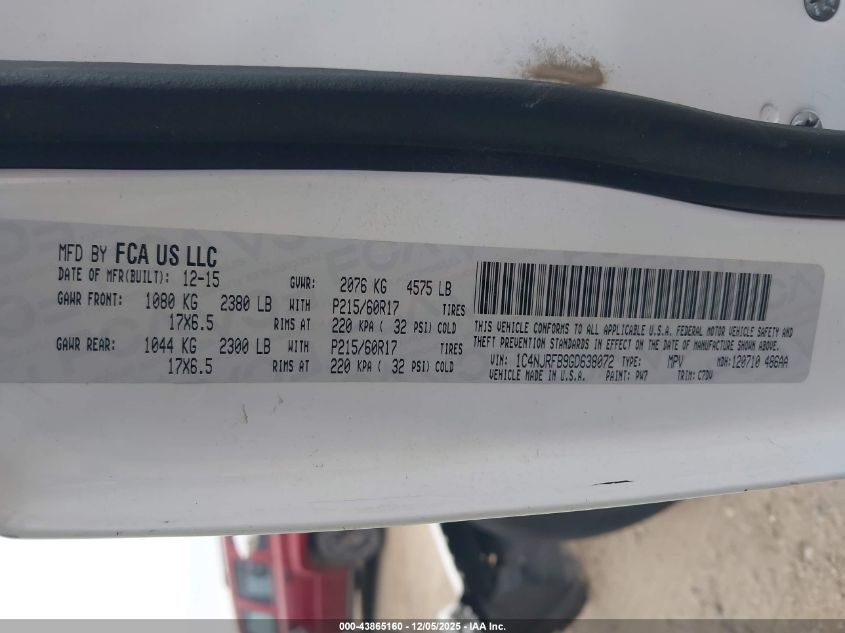 MFD BY FCA US LLC
DATE OF MFR(BUILT): 12-15 GVWR: 2076 KG 4575 LB
GAWR FRONT: 1080 KG 2380 LB WITH P215/60R17 TIRES
17X6.5 RIMS AT 220 KPA ( 32 PSI) COLD
GAWR REAR: 1044 KG 2300 LB WITH P215/60R17 TIRES
17X6.5 RIMS AT 220 KPA ( 32 PSI) COLD
THIS VEHICLE CONFORMS TO ALL APPLICABLE U.S.A. FEDERAL MOTOR VEHICLE SAFETY AND
THEFT PREVENTION STANDARDS IN EFFECT ON THE DATE OF MANUFACTURE SHOWN ABOVE.
VIN: 1C4NJRFB9GD638072 TYPE: MPV MDH: 120710 486AA
VEHICLE MADE IN U.S.A. PAINT: PW7 TRIM: C7DV
000-43865160 - 12/05/2025 - IAA Inc.